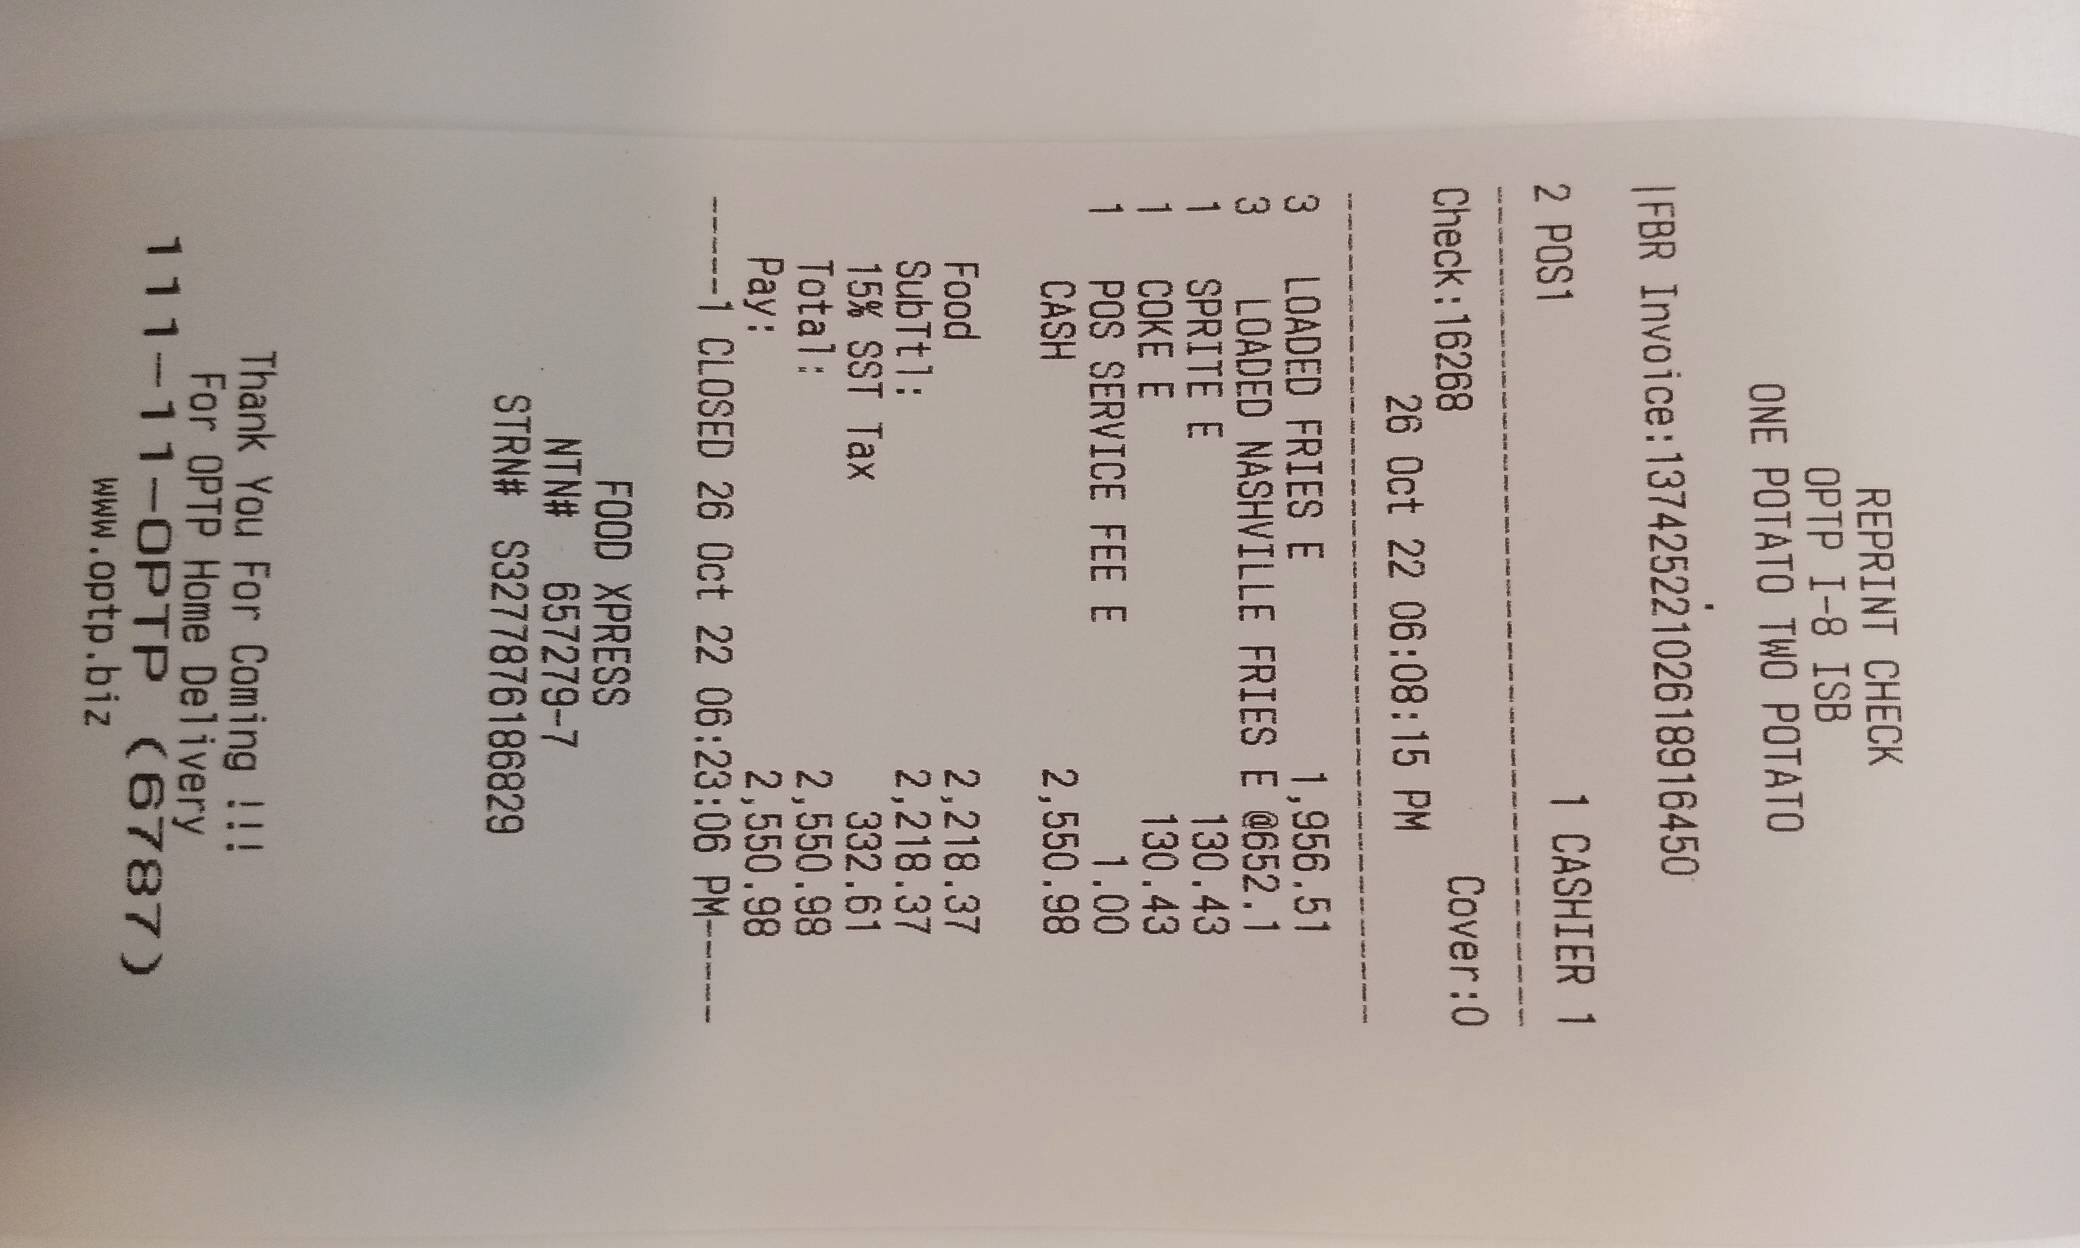 REPRINT CHECK
OPTP I-8 ISB
ONE POTATO TWO POTATO
|FBR Invoice:137425221026189164­50
2 POS1 1 CASHIER 1
--------------------------------
Check:16268 Cover:0
26 Oct 22 06:08:15 PM
--------------------------------
3 LOADED FRIES E 1,956.51
3 LOADED NASHVILLE FRIES E @652.1
1 SPRITE E 130.43
1 COKE E 130.43
1 POS SERVICE FEE E 1.00
CASH 2,550.98
Food 2,218.37
SubTtl: 2,218.37
15% SST Tax 332.61
Total: 2,550.98
Pay: 2,550.98
-----1 CLOSED 26 Oct 22 06:23:06 PM-----
FOOD XPRESS
NTN# 657279-7
STRN# S3277876186829
Thank You For Coming !!!
For OPTP Home Delivery
111-11-OPTP (6787)
www.optp.biz